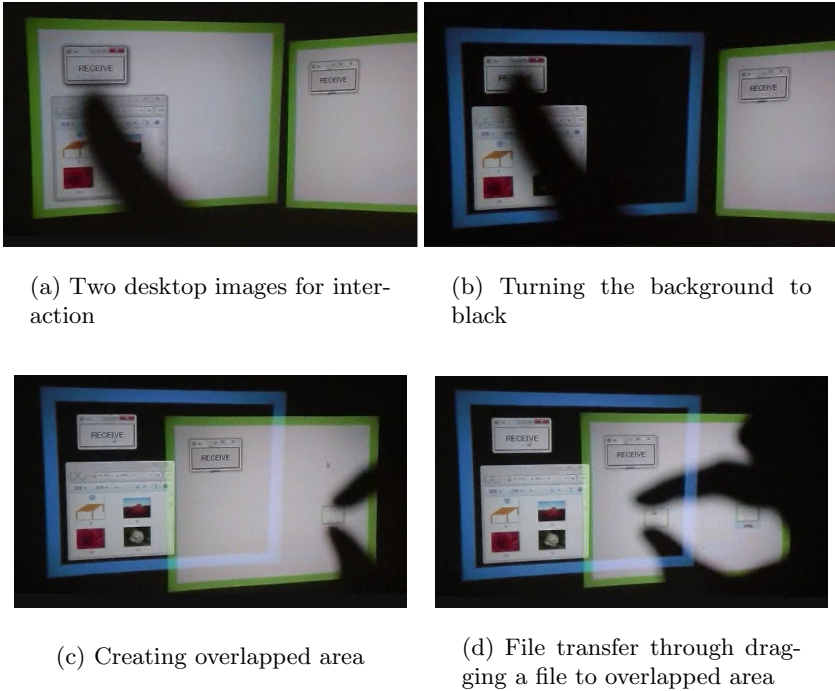 RECEIVE
RECEIVE
RECEIVE
(a) Two desktop images for inter-
action
(b) Turning the background to
black
RECEIVE
RECEIVE
RECEIVE
RECEIVE
(c) Creating overlapped area
(d) File transfer through drag-
ging a file to overlapped area